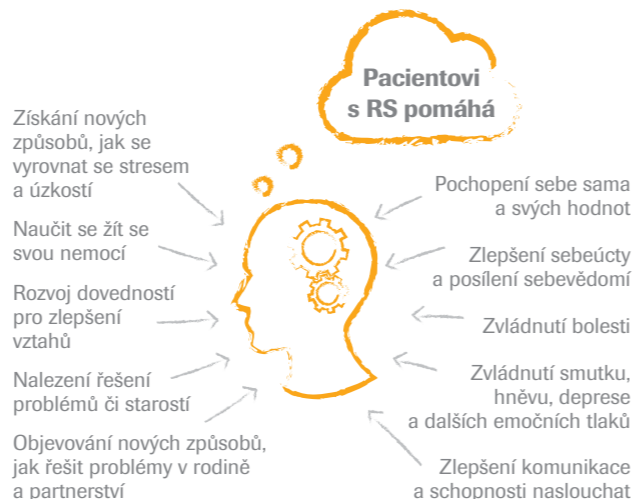 Pacientovi
s RS pomáhá
Získání nových
způsobů, jak se
vyrovnat se stresem
a úzkostí
Naučit se žít se
svou nemocí
Rozvoj dovedností
pro zlepšení
vztahů
Nalezení řešení
problémů či starostí
Objevování nových způsobů,
jak řešit problémy v rodině
a partnerství
Pochopení sebe sama
a svých hodnot
Zlepšení sebeúcty
a posílení sebevědomí
Zvládnutí bolesti
Zvládnutí smutku,
hněvu, deprese
a dalších emočních tlaků
Zlepšení komunikace
a schopnosti naslouchat